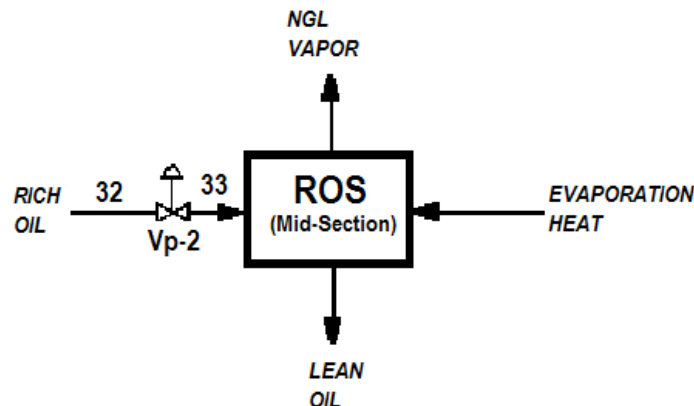 NGL
VAPOR
RICH
OIL
32
33
Vp-2
ROS
(Mid-Section)
EVAPORATION
HEAT
LEAN
OIL